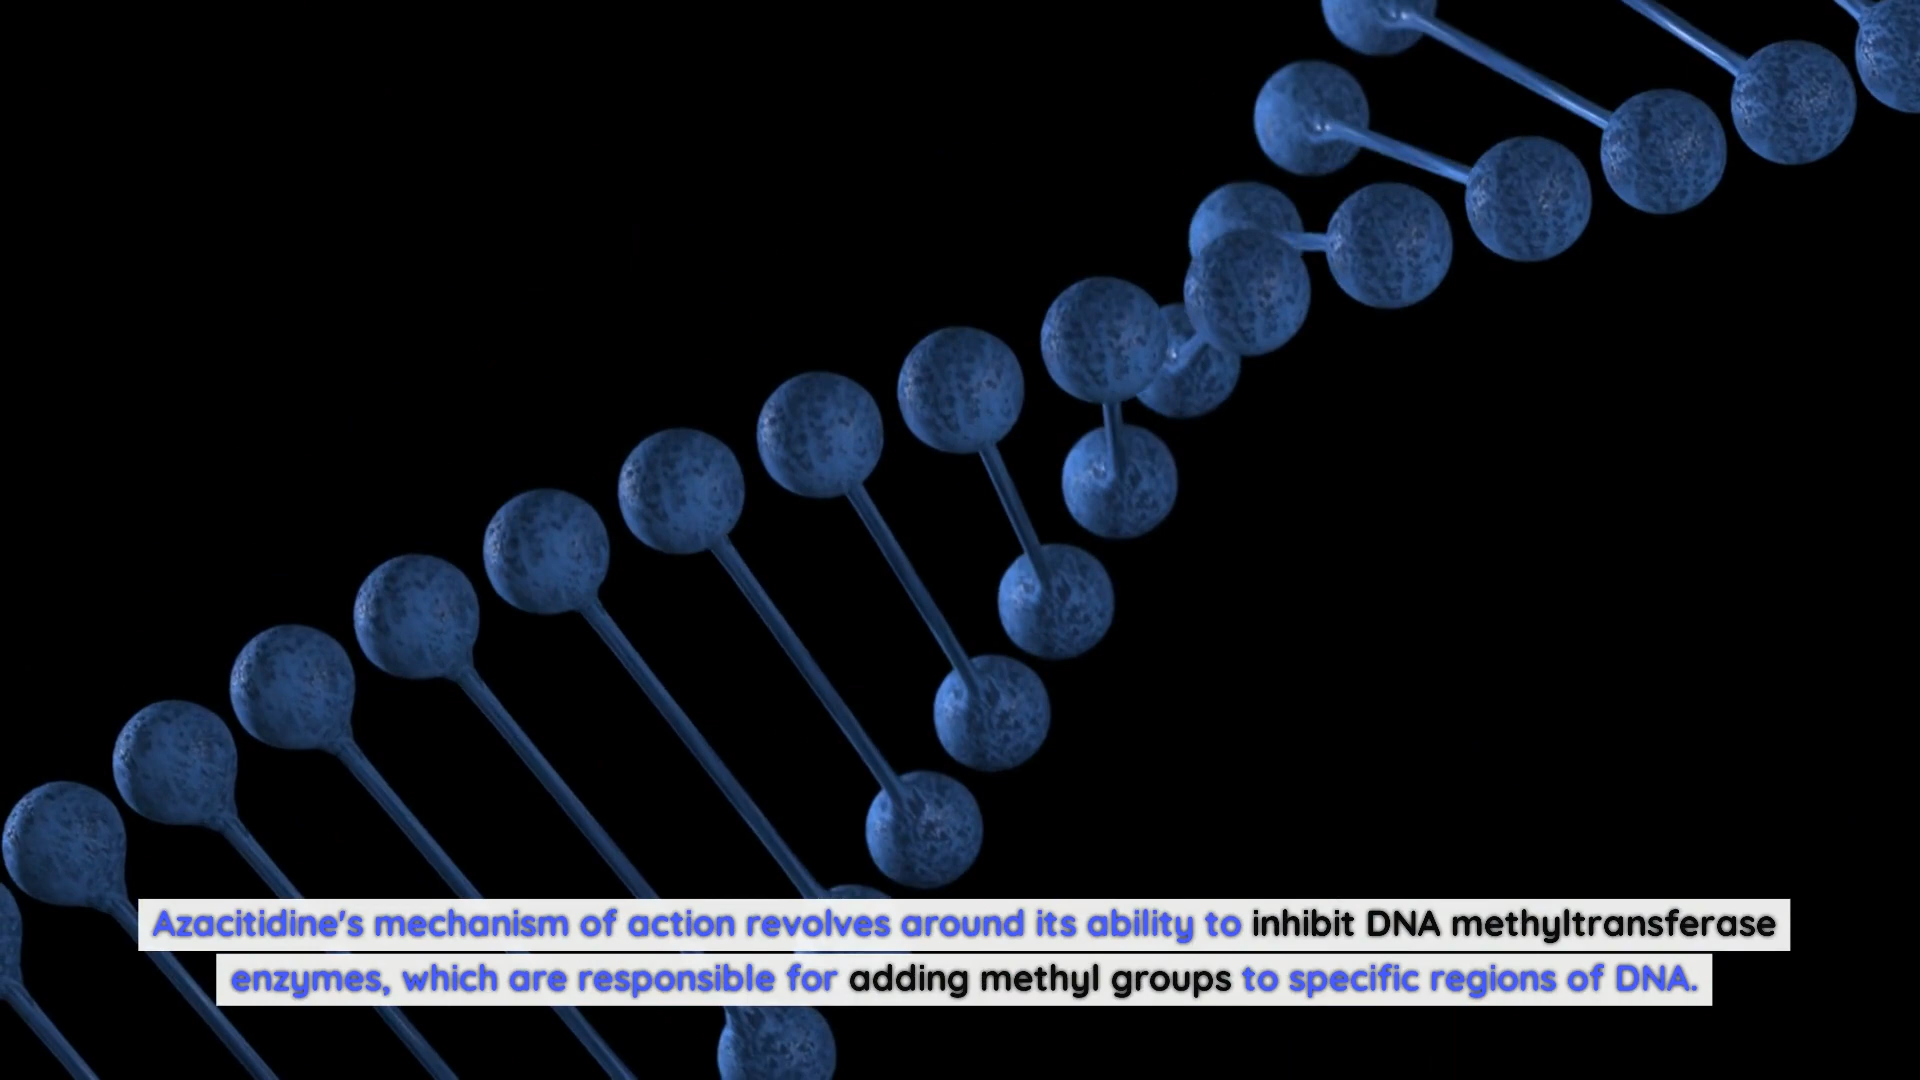 Azacitidine's mechanism of action revolves around its ability to inhibit DNA methyltransferase
enzymes, which are responsible for adding methyl groups to specific regions of DNA.